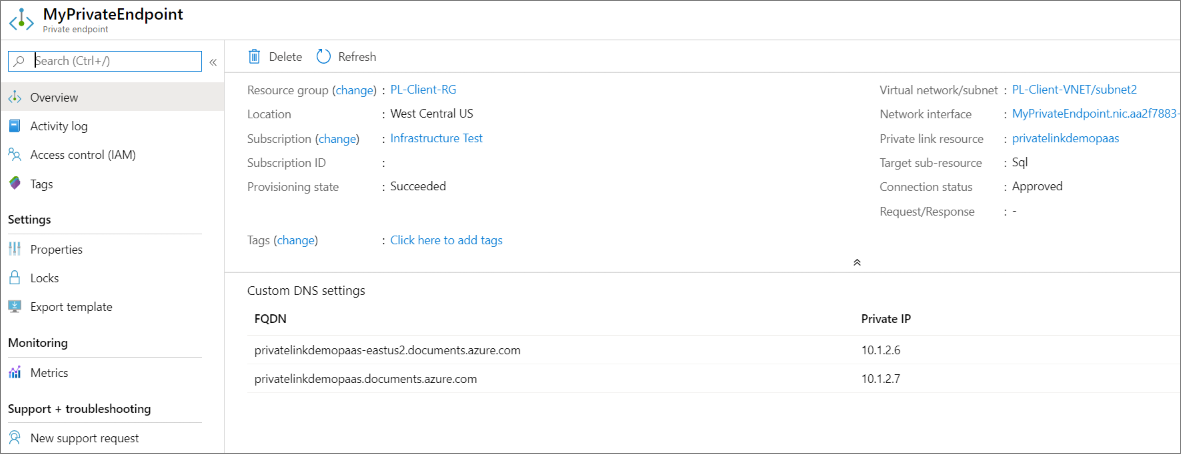 MyPrivateEndpoint
Private endpoint
Search (Ctrl+/)
«
Overview
Activity log
Access control (IAM)
Tags
Settings
Properties
Locks
Export template
Monitoring
Metrics
Support + troubleshooting
New support request
Delete Refresh
Resource group (change) : PL-Client-RG
Location : West Central US
Subscription (change) : Infrastructure Test
Subscription ID :
Provisioning state : Succeeded
Tags (change) : Click here to add tags
Virtual network/subnet : PL-Client-VNET/subnet2
Network interface : MyPrivateEndpoint.nic.aa2f7883-
Private link resource : privatelinkdemopaas
Target sub-resource : Sql
Connection status : Approved
Request/Response : -
Custom DNS settings
FQDN Private IP
privatelinkdemopaas-eastus2.documents.azure.com 10.1.2.6
privatelinkdemopaas.documents.azure.com 10.1.2.7